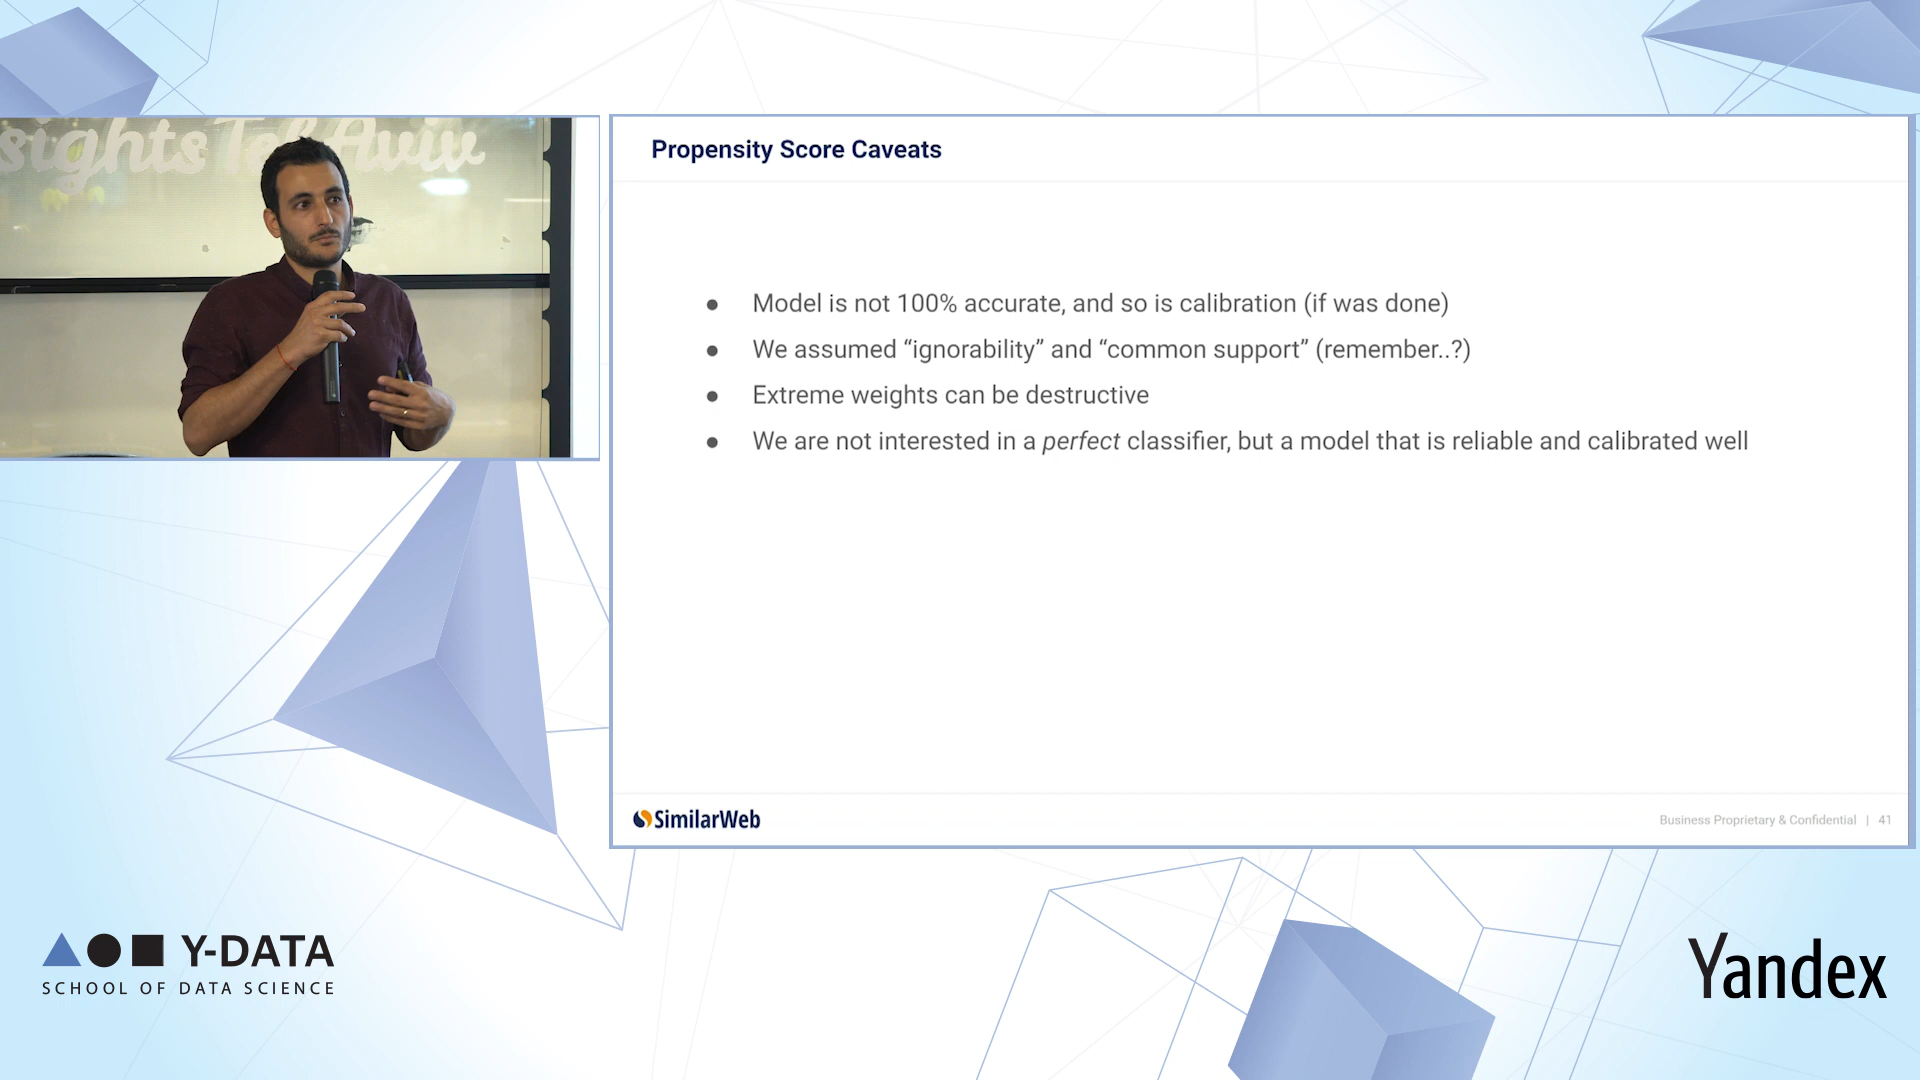 sights Tel Aviv
Propensity Score Caveats
● Model is not 100% accurate, and so is calibration (if was done)
● We assumed “ignorability” and “common support” (remember..?)
● Extreme weights can be destructive
● We are not interested in a perfect classifier, but a model that is reliable and calibrated well
SimilarWeb
Business Proprietary & Confidential | 41
Y-DATA
SCHOOL OF DATA SCIENCE
Yandex